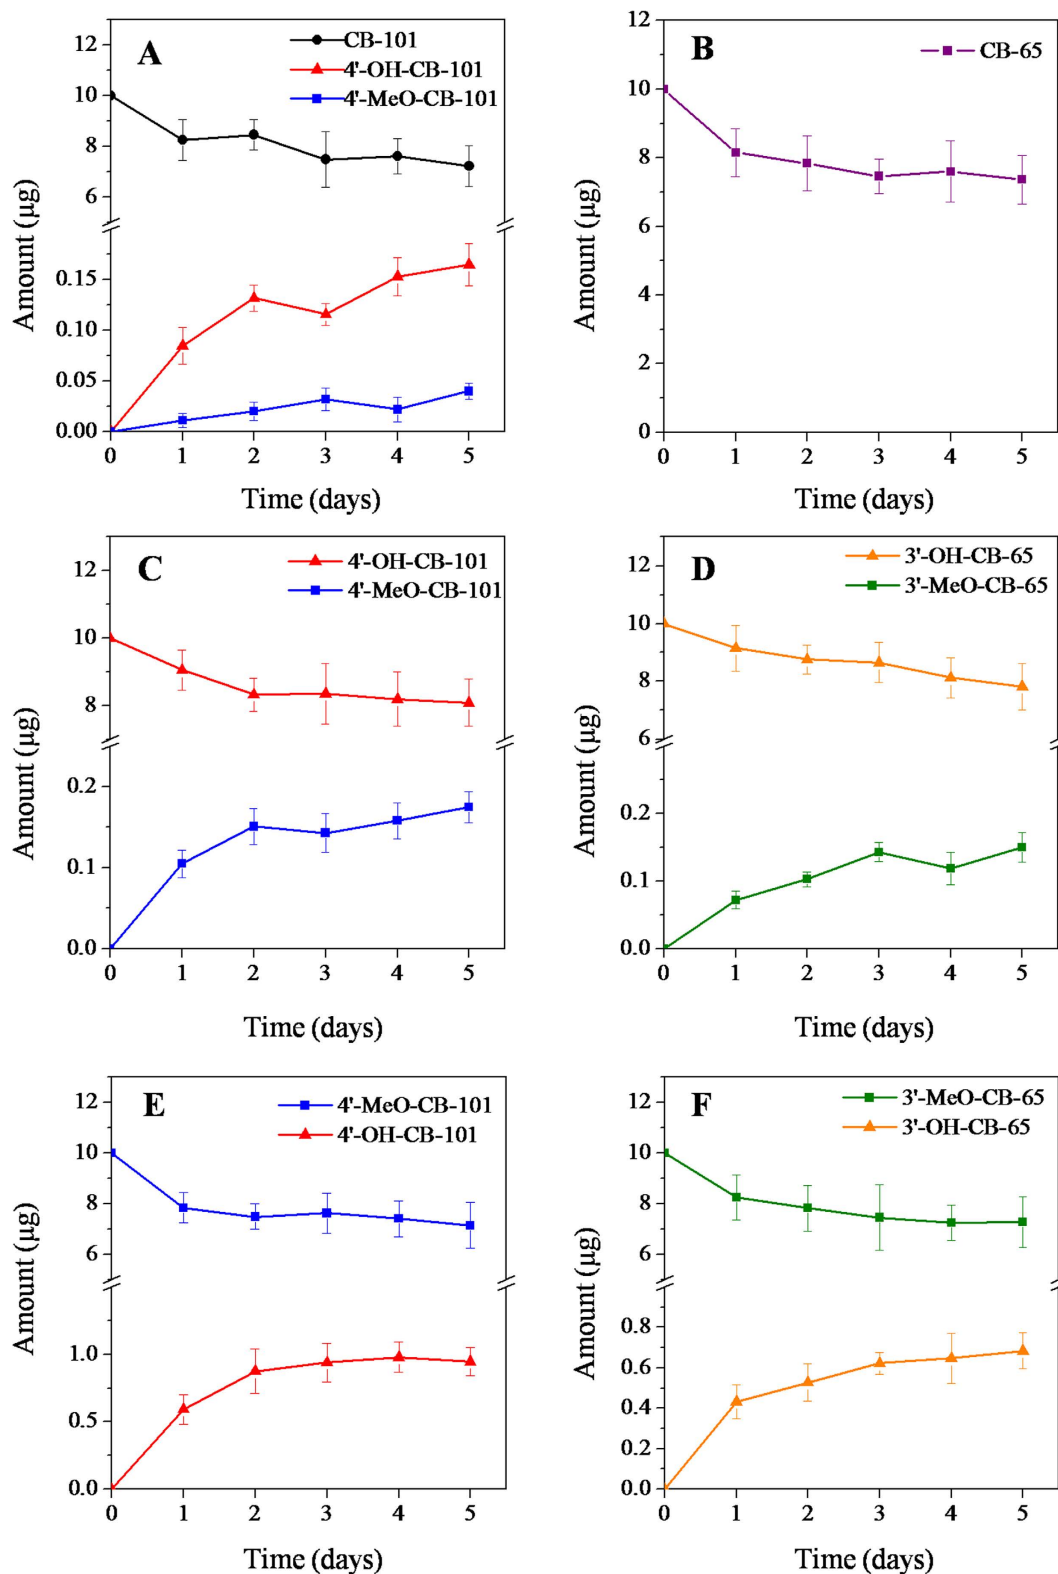 A
CB-101
4'-OH-CB-101
4'-MeO-CB-101
Amount (µg)
12
10
8
6
0.15
0.10
0.05
0.00
0 1 2 3 4 5
Time (days)
B
CB-65
Amount (µg)
12
10
8
6
4
2
0
0 1 2 3 4 5
Time (days)
C
4'-OH-CB-101
4'-MeO-CB-101
Amount (µg)
12
10
8
0.2
0.1
0.0
0 1 2 3 4 5
Time (days)
D
3'-OH-CB-65
3'-MeO-CB-65
Amount (µg)
12
10
8
6
0.2
0.1
0.0
0 1 2 3 4 5
Time (days)
E
4'-MeO-CB-101
4'-OH-CB-101
Amount (µg)
12
10
8
6
1.0
0.5
0.0
0 1 2 3 4 5
Time (days)
F
3'-MeO-CB-65
3'-OH-CB-65
Amount (µg)
12
10
8
6
0.8
0.6
0.4
0.2
0.0
0 1 2 3 4 5
Time (days)